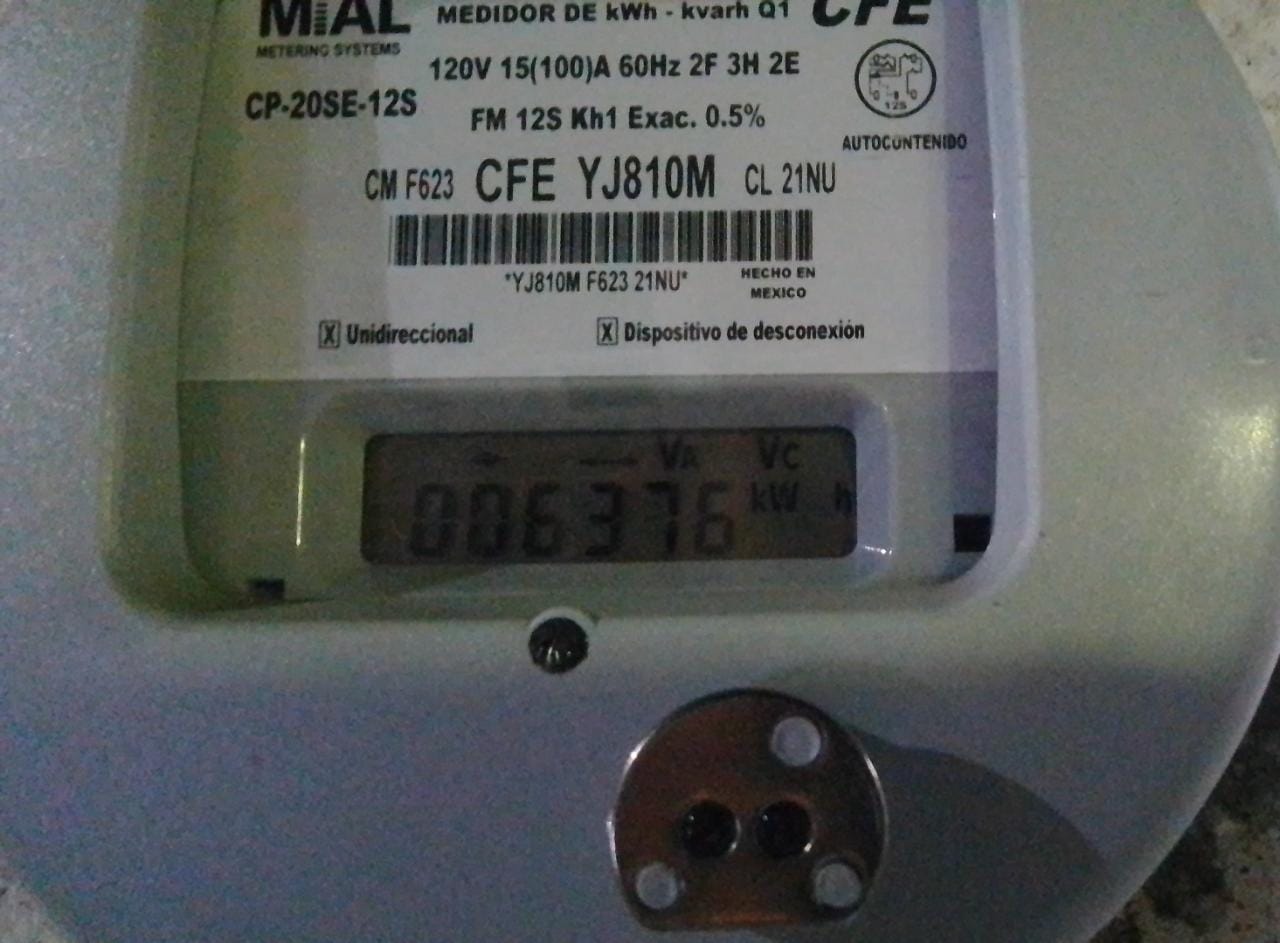 MIAL
METERING SYSTEMS
MEDIDOR DE kWh - kvarh Q1
CFE
120V 15(100)A 60Hz 2F 3H 2E
CP-20SE-12S
FM 12S Kh1 Exac. 0.5%
12S
AUTOCONTENIDO
CM F623 CFE YJ810M CL 21NU
*YJ810M F623 21NU*
HECHO EN
MEXICO
X Unidireccional
X Dispositivo de desconexión
VA VC
006376 kW h